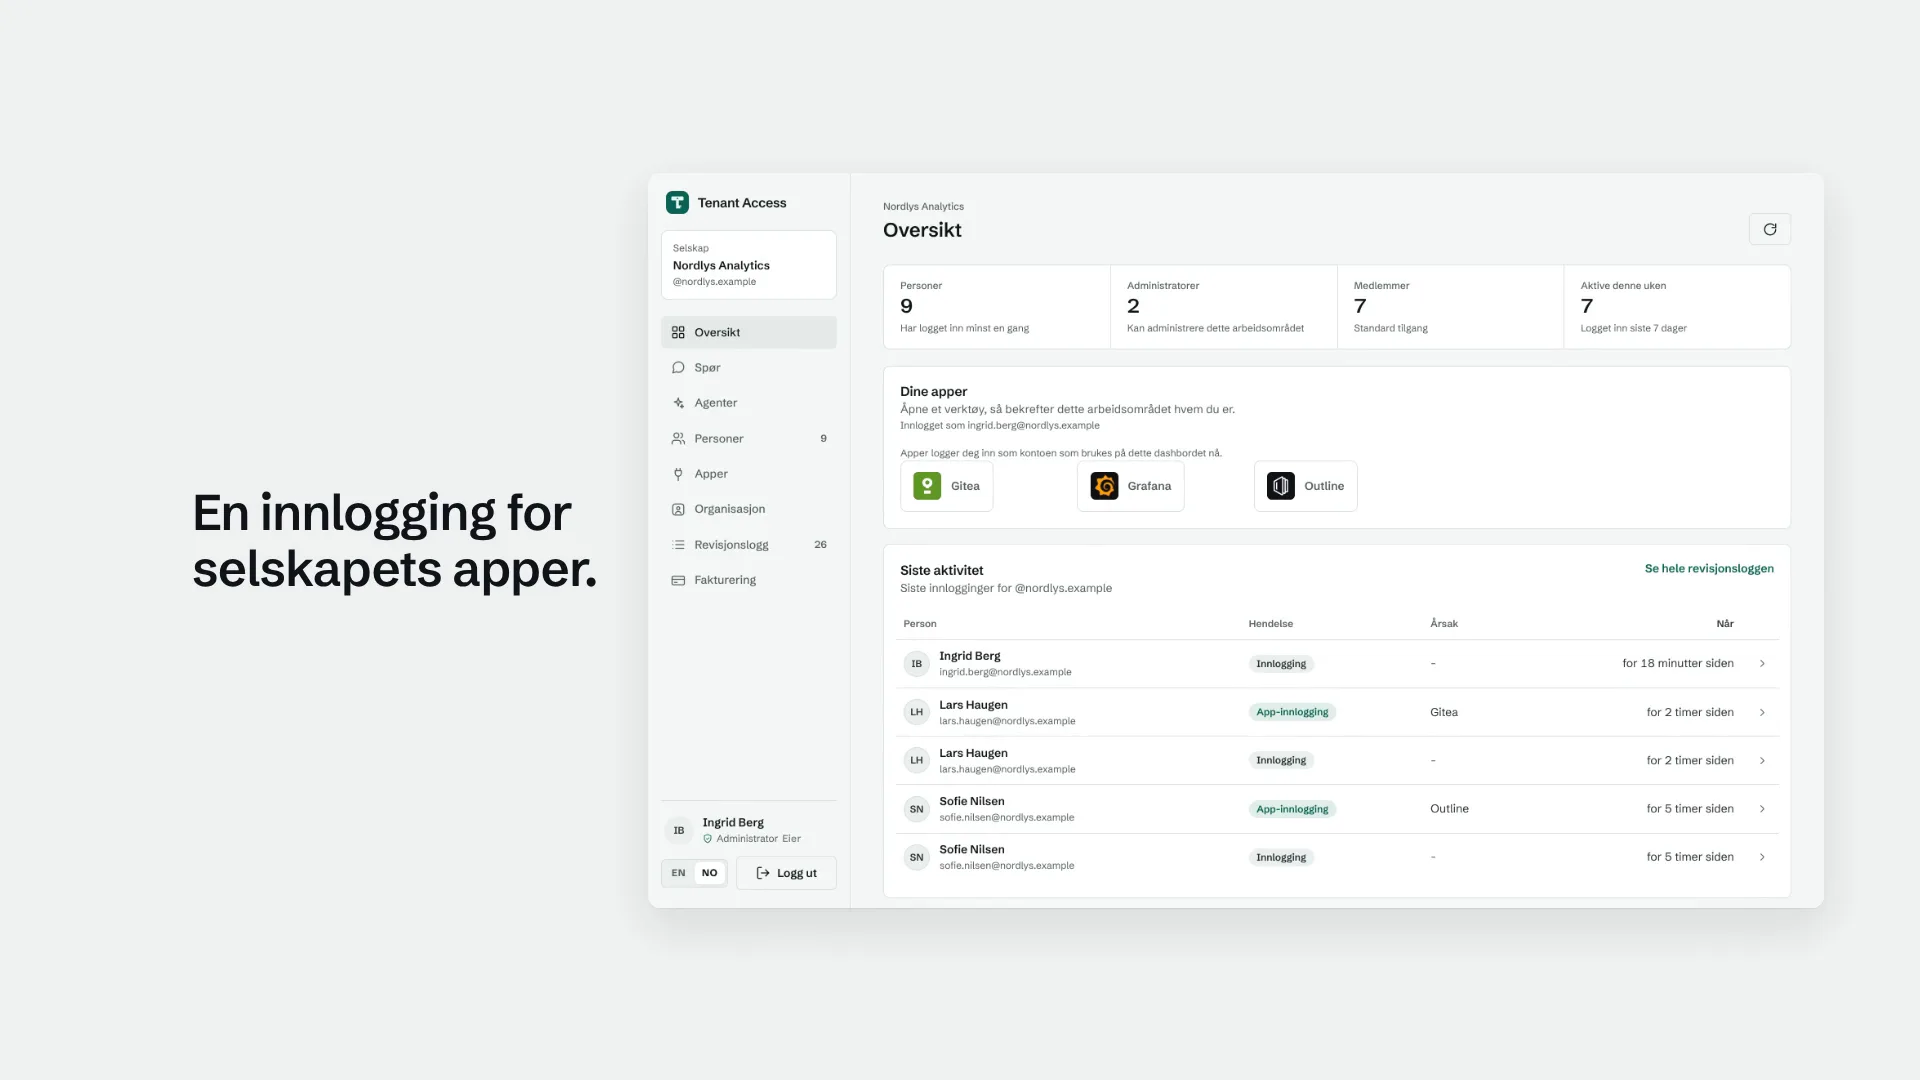 En innlogging for
selskapets apper.
Tenant Access
Selskap
Nordlys Analytics
@nordlys.example
Oversikt
Spør
Agenter
Personer 9
Apper
Organisasjon
Revisjonslogg 26
Fakturering
IB
Ingrid Berg
Administrator Eier
EN NO
Logg ut
Nordlys Analytics
Oversikt
Personer
9
Har logget inn minst en gang
Administratorer
2
Kan administrere dette arbeidsområdet
Medlemmer
7
Standard tilgang
Aktive denne uken
7
Logget inn siste 7 dager
Dine apper
Åpne et verktøy, så bekrefter dette arbeidsområdet hvem du er.
Innlogget som ingrid.berg@nordlys.example
Apper logger deg inn som kontoen som brukes på dette dashbordet nå.
Gitea
Grafana
Outline
Siste aktivitet
Se hele revisjonsloggen
Siste innlogginger for @nordlys.example
Person Hendelse Årsak Når
IB Ingrid Berg
ingrid.berg@nordlys.example
Innlogging - for 18 minutter siden
LH Lars Haugen
lars.haugen@nordlys.example
App-innlogging Gitea for 2 timer siden
LH Lars Haugen
lars.haugen@nordlys.example
Innlogging - for 2 timer siden
SN Sofie Nilsen
sofie.nilsen@nordlys.example
App-innlogging Outline for 5 timer siden
SN Sofie Nilsen
sofie.nilsen@nordlys.example
Innlogging - for 5 timer siden